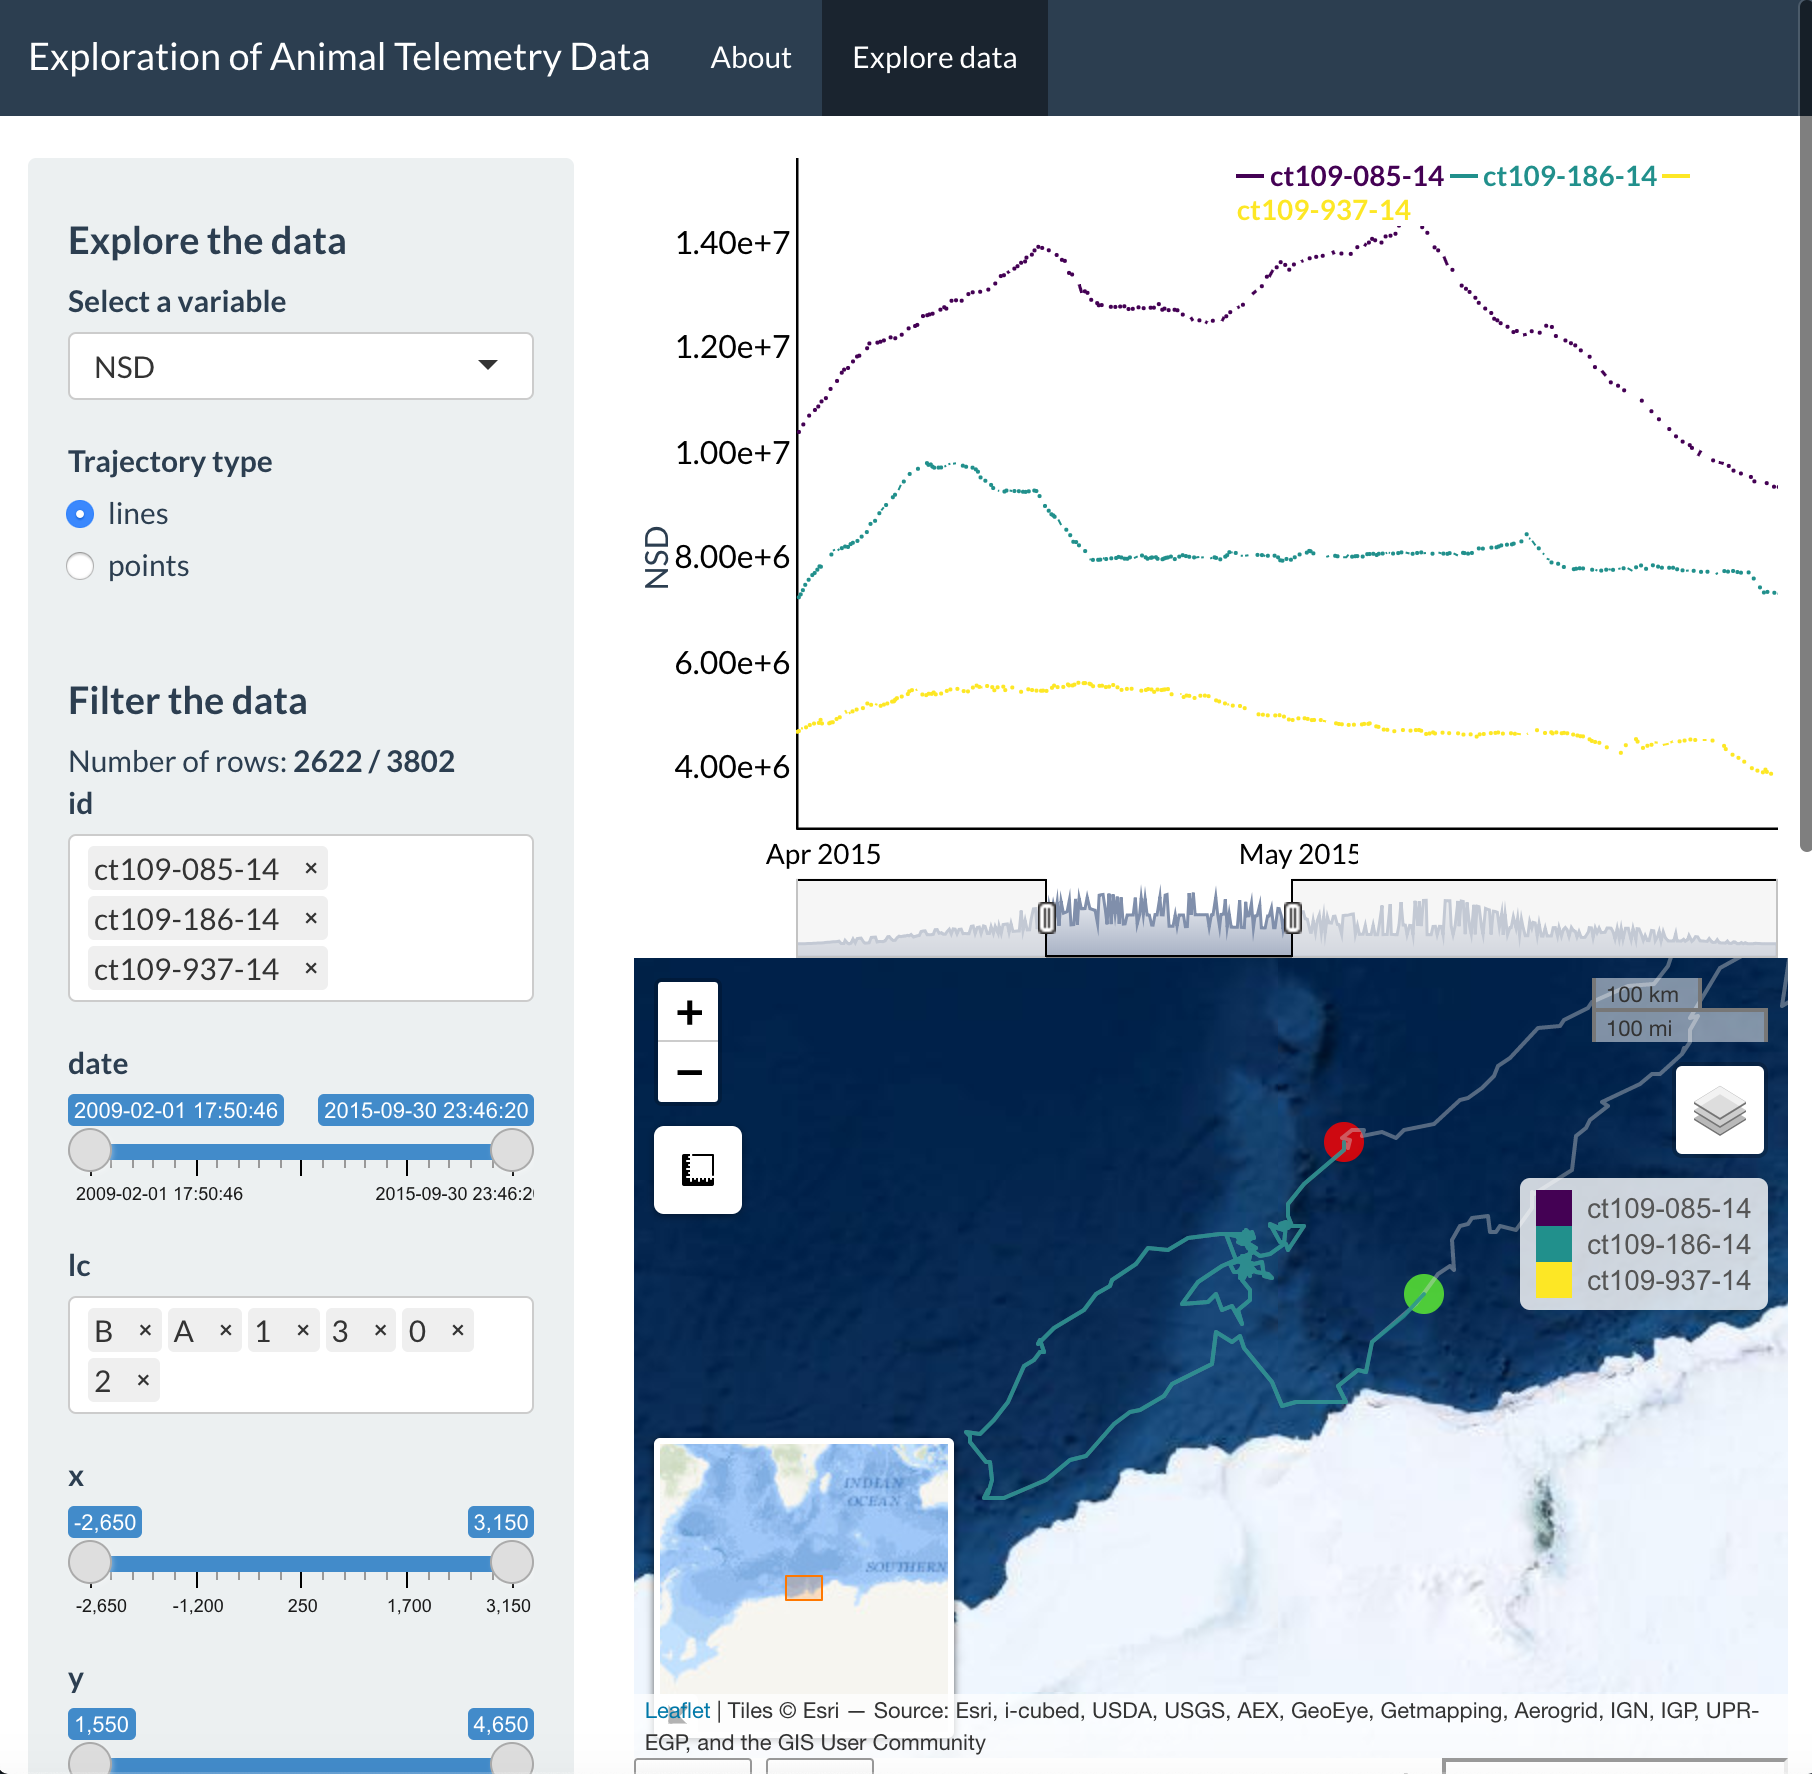 Exploration of Animal Telemetry Data About Explore data
Explore the data
Select a variable
NSD
Trajectory type
lines
points
Filter the data
Number of rows: 2622 / 3802
id
ct109-085-14 ×
ct109-186-14 ×
ct109-937-14 ×
date
2009-02-01 17:50:46 2015-09-30 23:46:20
2009-02-01 17:50:46 2015-09-30 23:46:20
lc
B × A × 1 × 3 × 0 ×
2 ×
x
-2,650 3,150
-2,650 -1,200 250 1,700 3,150
y
1,550 4,650
ct109-085-14 ct109-186-14
ct109-937-14
1.40e+7
1.20e+7
1.00e+7
8.00e+6
6.00e+6
4.00e+6
NSD
Apr 2015 May 2015
+
−
100 km
100 mi
ct109-085-14
ct109-186-14
ct109-937-14
INDIAN
OCEAN
SOUTHERN
Leaflet | Tiles © Esri — Source: Esri, i-cubed, USDA, USGS, AEX, GeoEye, Getmapping, Aerogrid, IGN, IGP, UPR-
EGP, and the GIS User Community